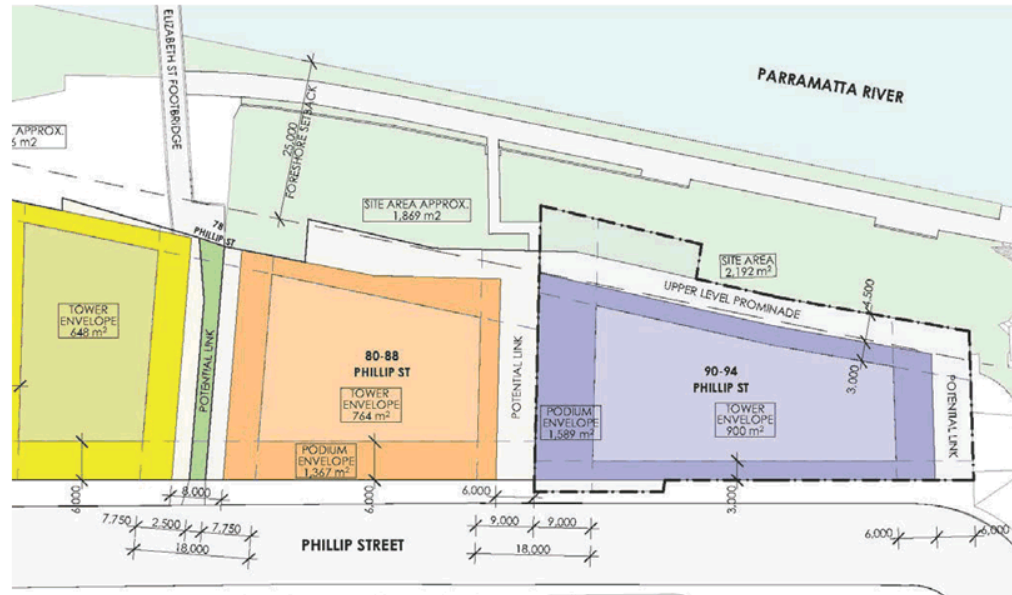 ELIZABETH ST FOOTBRIDGE
PARRAMATTA RIVER
APPROX.
m2
25,000
FORESHORE SETBACK
SITE AREA APPROX.
1,869 m2
78
PHILLIP ST
SITE AREA
2,192 m²
UPPER LEVEL PROMINADE
4,500
3,000
TOWER
ENVELOPE
648 m²
POTENTIAL LINK
80-88
PHILLIP ST
TOWER
ENVELOPE
764 m²
PODIUM
ENVELOPE
1,367 m²
POTENTIAL LINK
90-94
PHILLIP ST
PODIUM
ENVELOPE
1,589 m²
TOWER
ENVELOPE
900 m²
POTENTIAL LINK
6,000
8,000
6,000
6,000
3,000
7,750
2,500
7,750
18,000
9,000
9,000
18,000
6,000
6,000
PHILLIP STREET